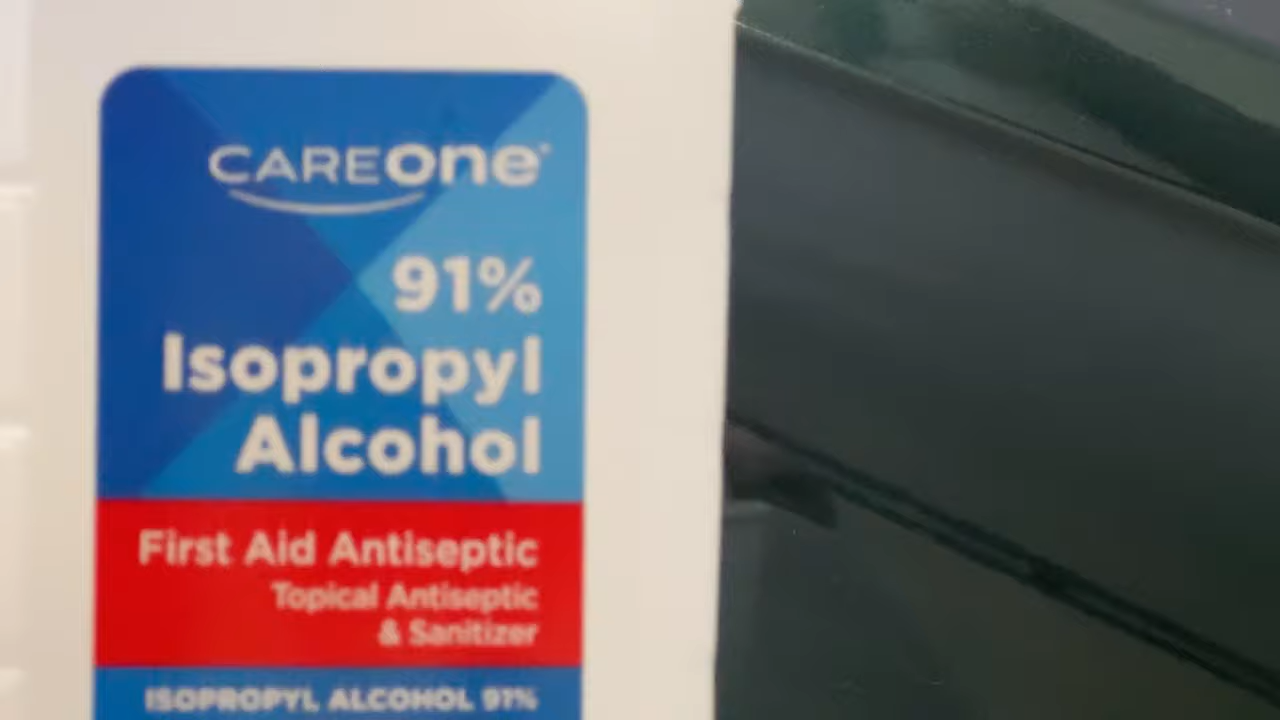 CAREone
91%
Isopropyl
Alcohol
First Aid Antiseptic
Topical Antiseptic
& Sanitizer
ISOPROPYL ALCOHOL 91%